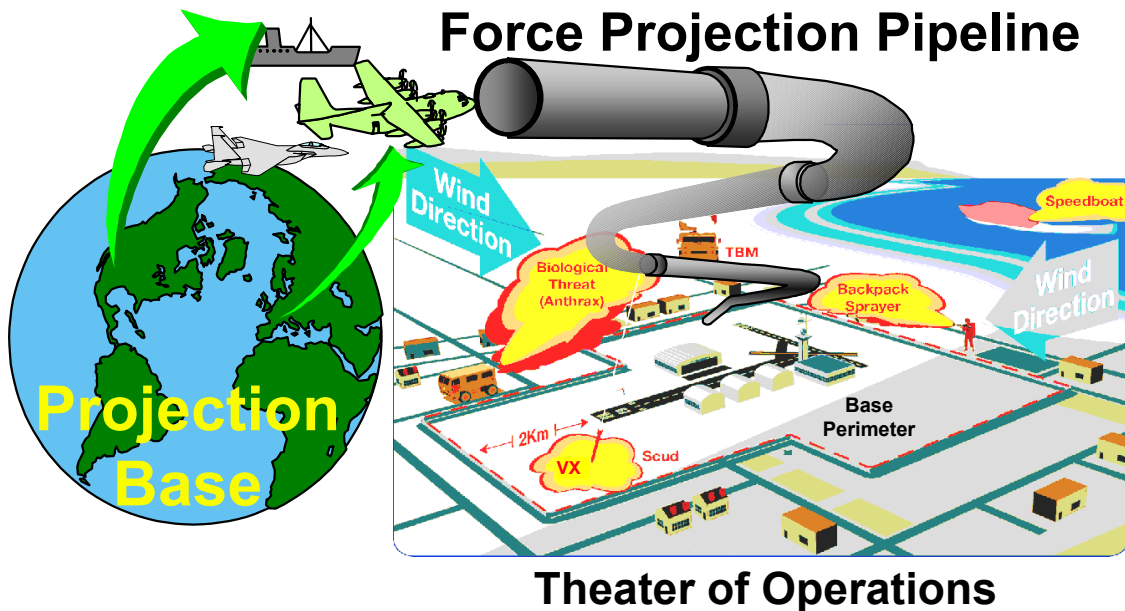 Force Projection Pipeline
Wind
Direction
Speedboat
TBM
Biological
Threat
(Anthrax)
Backpack
Sprayer
Wind
Direction
Projection
Base
2Km
Base
Perimeter
VX
Scud
Theater of Operations